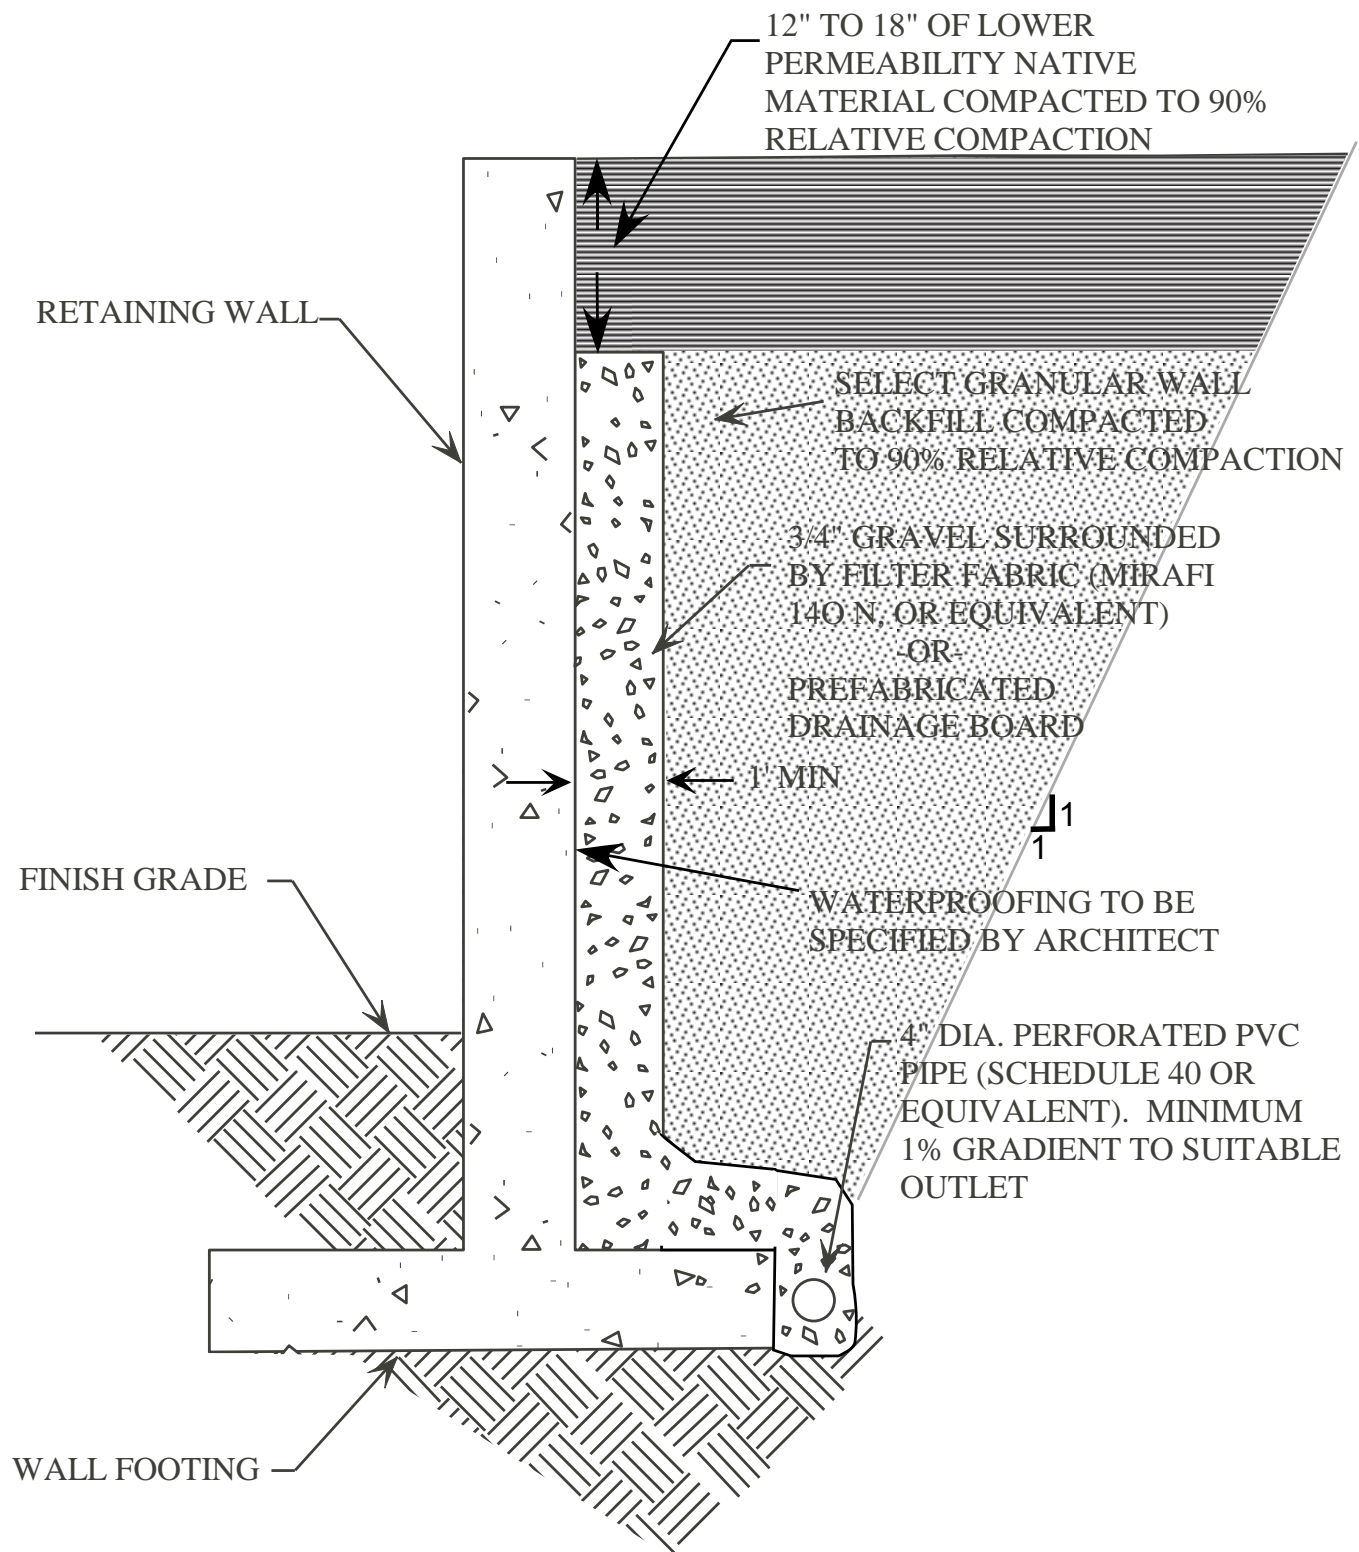 12" TO 18" OF LOWER
PERMEABILITY NATIVE
MATERIAL COMPACTED TO 90%
RELATIVE COMPACTION
RETAINING WALL
SELECT GRANULAR WALL
BACKFILL COMPACTED
TO 90% RELATIVE COMPACTION
3/4" GRAVEL SURROUNDED
BY FILTER FABRIC (MIRAFI
14O N, OR EQUIVALENT)
-OR-
PREFABRICATED
DRAINAGE BOARD
1' MIN
1
1
FINISH GRADE
WATERPROOFING TO BE
SPECIFIED BY ARCHITECT
4" DIA. PERFORATED PVC
PIPE (SCHEDULE 40 OR
EQUIVALENT).  MINIMUM
1% GRADIENT TO SUITABLE
OUTLET
WALL FOOTING